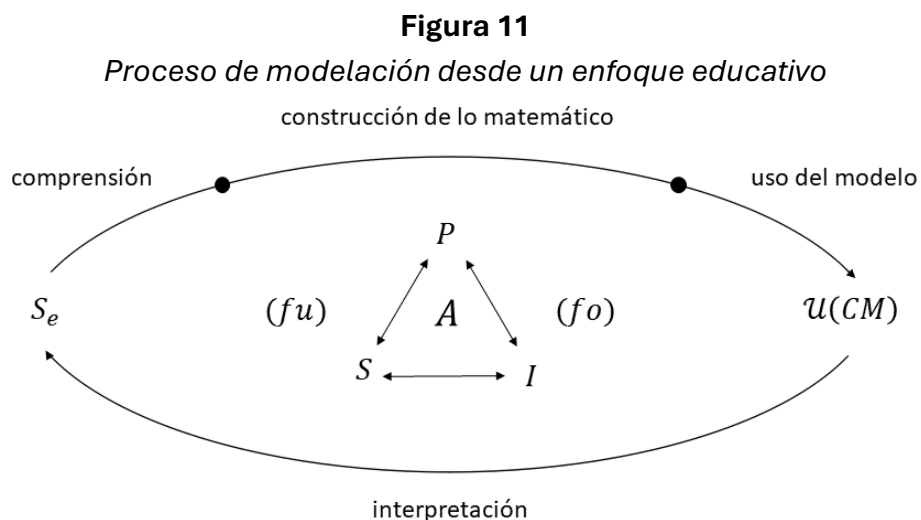 Figura 11
Proceso de modelación desde un enfoque educativo
construcción de lo matemático
comprensión
uso del modelo
P
S_e
(fu)
A
(fo)
𝒰(CM)
S
I
interpretación